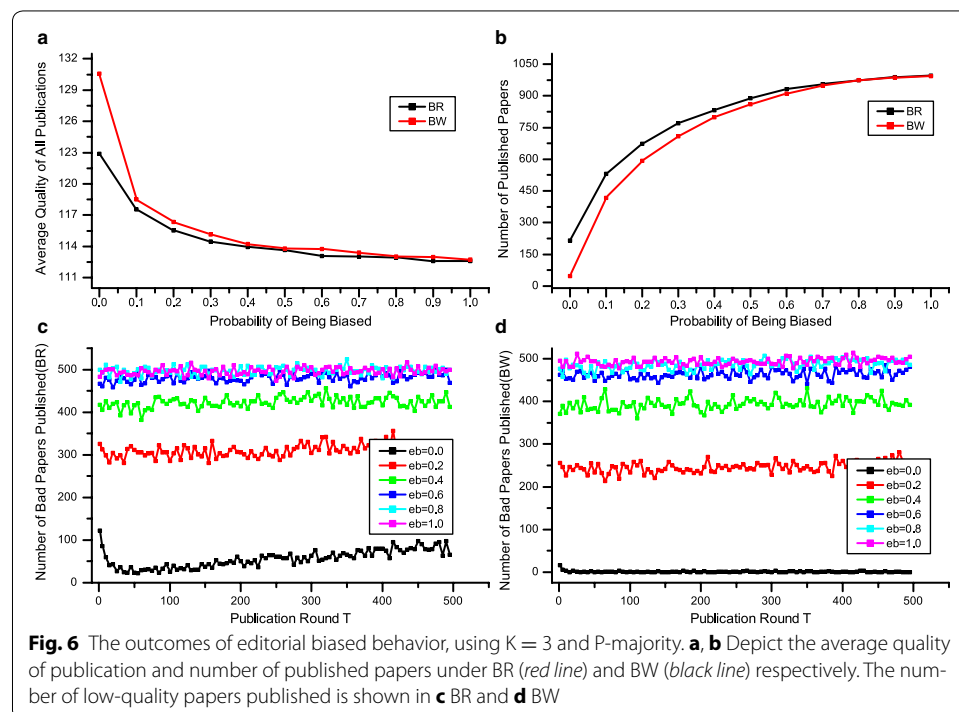 a
132
129
126
123
120
117
114
111
Average Quality of All Publications
BR
BW
0.0 0.1 0.2 0.3 0.4 0.5 0.6 0.7 0.8 0.9 1.0
Probability of Being Biased
b
1050
900
750
600
450
300
150
0
Number of Published Papers
BR
BW
0.0 0.1 0.2 0.3 0.4 0.5 0.6 0.7 0.8 0.9 1.0
Probability of Being Biased
c
500
400
300
200
100
0
Number of Bad Papers Published(BR)
eb=0.0
eb=0.2
eb=0.4
eb=0.6
eb=0.8
eb=1.0
0 100 200 300 400 500
Publication Round T
d
500
400
300
200
100
0
Number of Bad Papers Published(BW)
eb=0.0
eb=0.2
eb=0.4
eb=0.6
eb=0.8
eb=1.0
0 100 200 300 400 500
Publication Round T
Fig. 6 The outcomes of editorial biased behavior, using K = 3 and P-majority. a, b Depict the average quality
of publication and number of published papers under BR (red line) and BW (black line) respectively. The num-
ber of low-quality papers published is shown in c BR and d BW